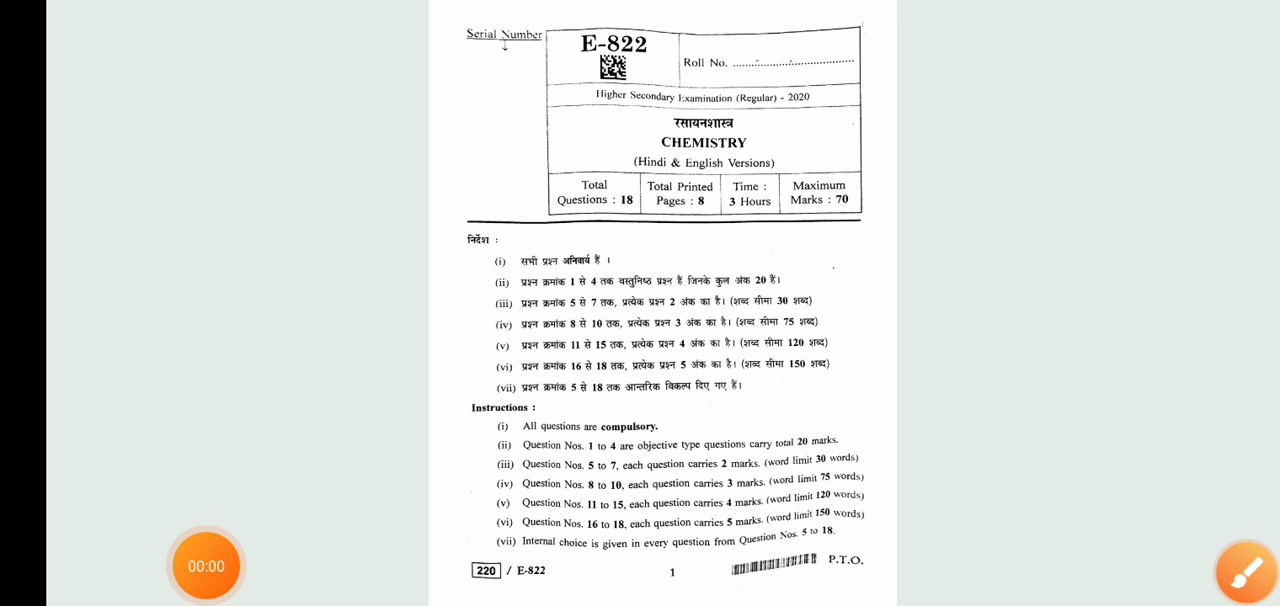 Serial Number
↓
E-822
Roll No. ........................................
Higher Secondary Examination (Regular) - 2020
रसायनशास्त्र
CHEMISTRY
(Hindi & English Versions)
Total Questions : 18
Total Printed Pages : 8
Time : 3 Hours
Maximum Marks : 70
निर्देश :
(i) सभी प्रश्न अनिवार्य हैं ।
(ii) प्रश्न क्रमांक 1 से 4 तक वस्तुनिष्ठ प्रश्न हैं जिनके कुल अंक 20 हैं।
(iii) प्रश्न क्रमांक 5 से 7 तक, प्रत्येक प्रश्न 2 अंक का है। (शब्द सीमा 30 शब्द)
(iv) प्रश्न क्रमांक 8 से 10 तक, प्रत्येक प्रश्न 3 अंक का है। (शब्द सीमा 75 शब्द)
(v) प्रश्न क्रमांक 11 से 15 तक, प्रत्येक प्रश्न 4 अंक का है। (शब्द सीमा 120 शब्द)
(vi) प्रश्न क्रमांक 16 से 18 तक, प्रत्येक प्रश्न 5 अंक का है। (शब्द सीमा 150 शब्द)
(vii) प्रश्न क्रमांक 5 से 18 तक आन्तरिक विकल्प दिए गए हैं।
Instructions :
(i) All questions are compulsory.
(ii) Question Nos. 1 to 4 are objective type questions carry total 20 marks.
(iii) Question Nos. 5 to 7, each question carries 2 marks. (word limit 30 words)
(iv) Question Nos. 8 to 10, each question carries 3 marks. (word limit 75 words)
(v) Question Nos. 11 to 15, each question carries 4 marks. (word limit 120 words)
(vi) Question Nos. 16 to 18, each question carries 5 marks. (word limit 150 words)
(vii) Internal choice is given in every question from Question Nos. 5 to 18.
220 / E-822
1
P.T.O.
00:00